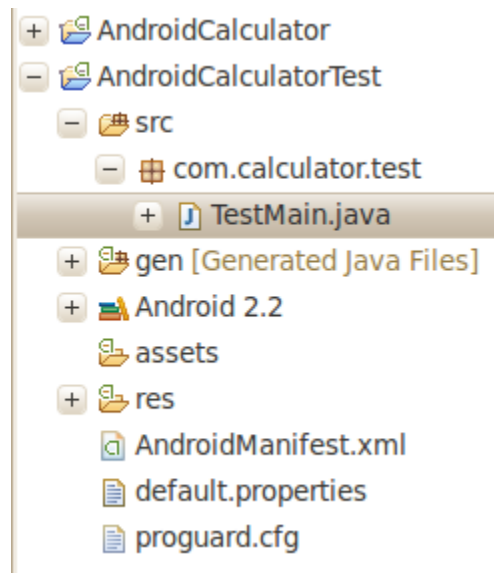 AndroidCalculator
AndroidCalculatorTest
src
com.calculator.test
TestMain.java
gen [Generated Java Files]
Android 2.2
assets
res
AndroidManifest.xml
default.properties
proguard.cfg